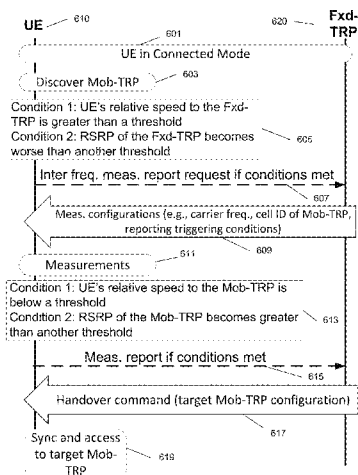 UE
610
620
Fxd-
TRP
601
UE in Connected Mode
Discover Mob-TRP
603
Condition 1: UE's relative speed to the Fxd-
TRP is greater than a threshold
Condition 2: RSRP of the Fxd-TRP becomes
worse than another threshold
605
Inter freq. meas. report request if conditions met
607
Meas. configurations (e.g., carrier freq., cell ID of Mob-TRP,
reporting triggering conditions)
609
Measurements
611
Condition 1: UE's relative speed to the Mob-TRP is
below a threshold
Condition 2: RSRP of the Mob-TRP becomes greater
than another threshold
613
Meas. report if conditions met
615
Handover command (target Mob-TRP configuration)
617
Sync and access
to target Mob-
TRP
619